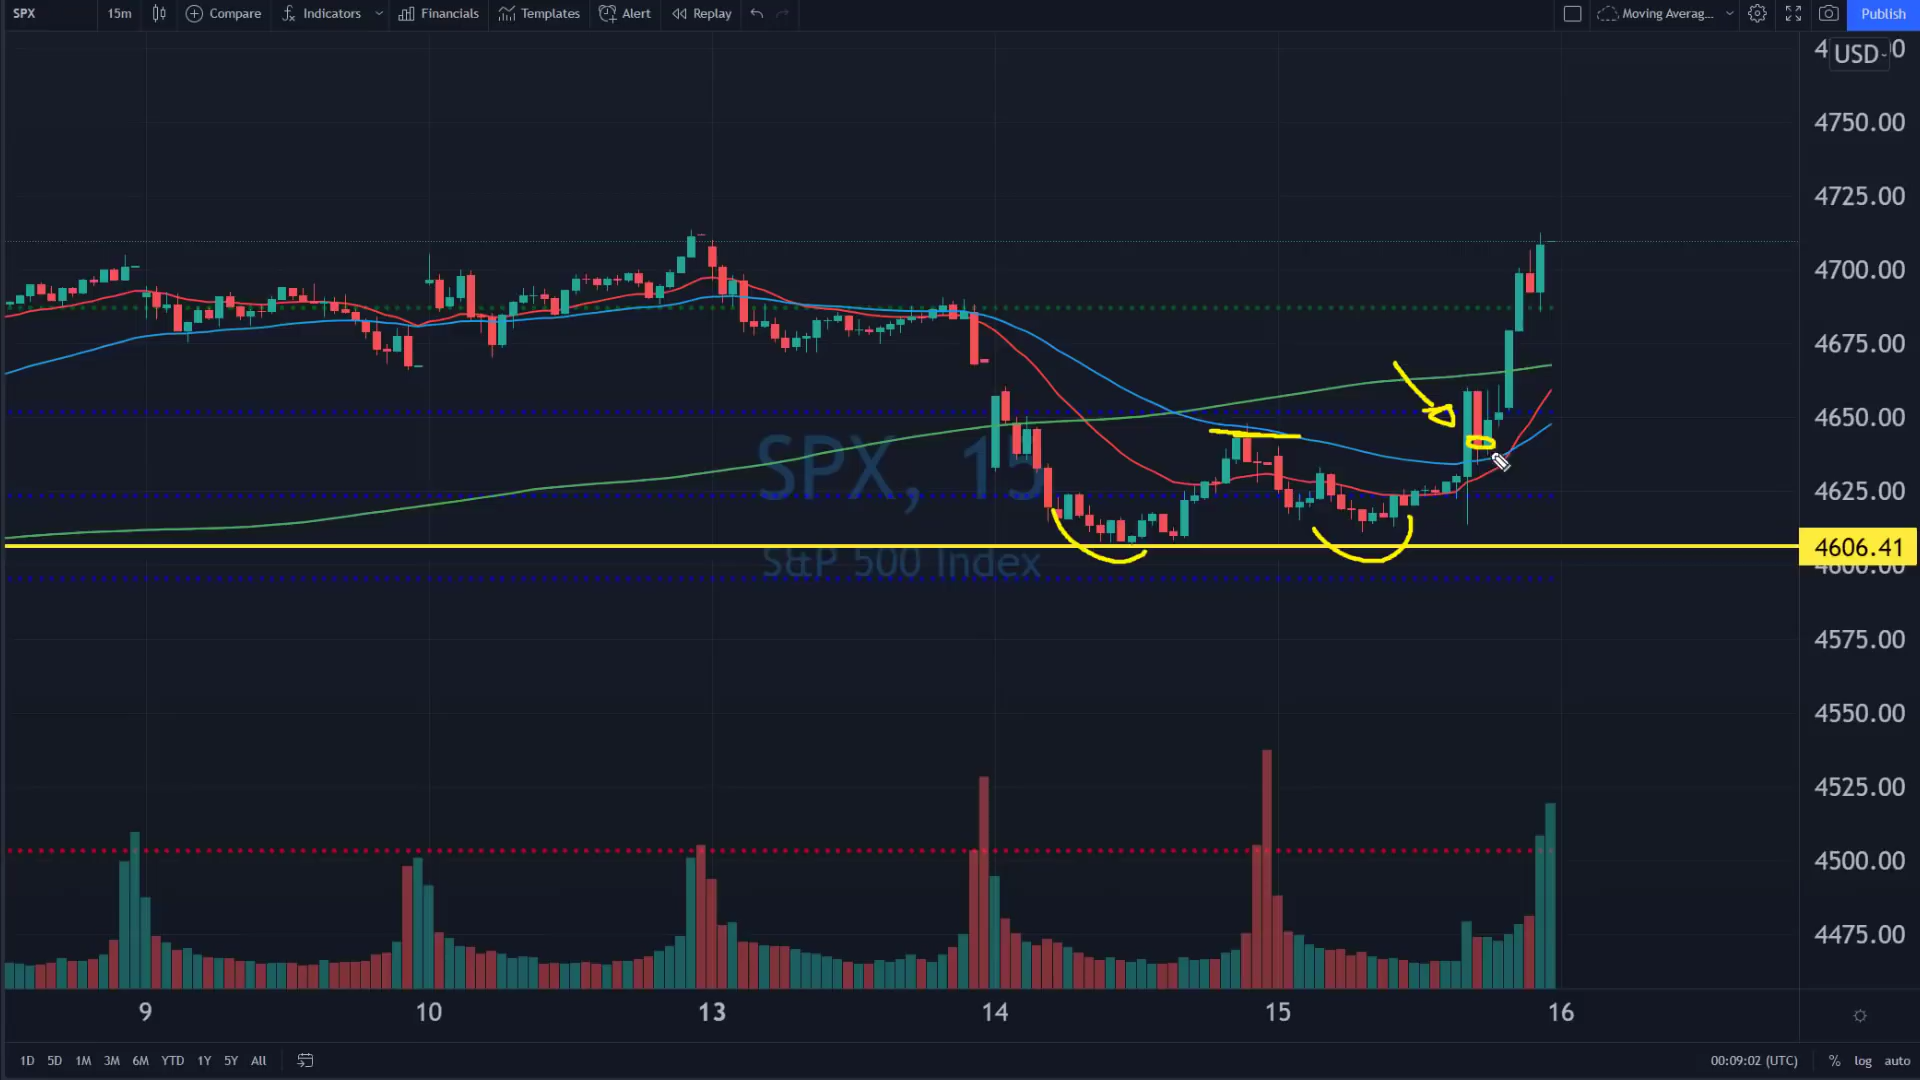 SPX 15m Compare Indicators Financials Templates Alert Replay Moving Averag... Publish
USD
4750.00
4725.00
4700.00
4675.00
4650.00
SPX, 15
4625.00
4606.41
S&P 500 Index
4600.00
4575.00
4550.00
4525.00
4500.00
4475.00
9 10 13 14 15 16
1D 5D 1M 3M 6M YTD 1Y 5Y All 00:09:02 (UTC) % log auto